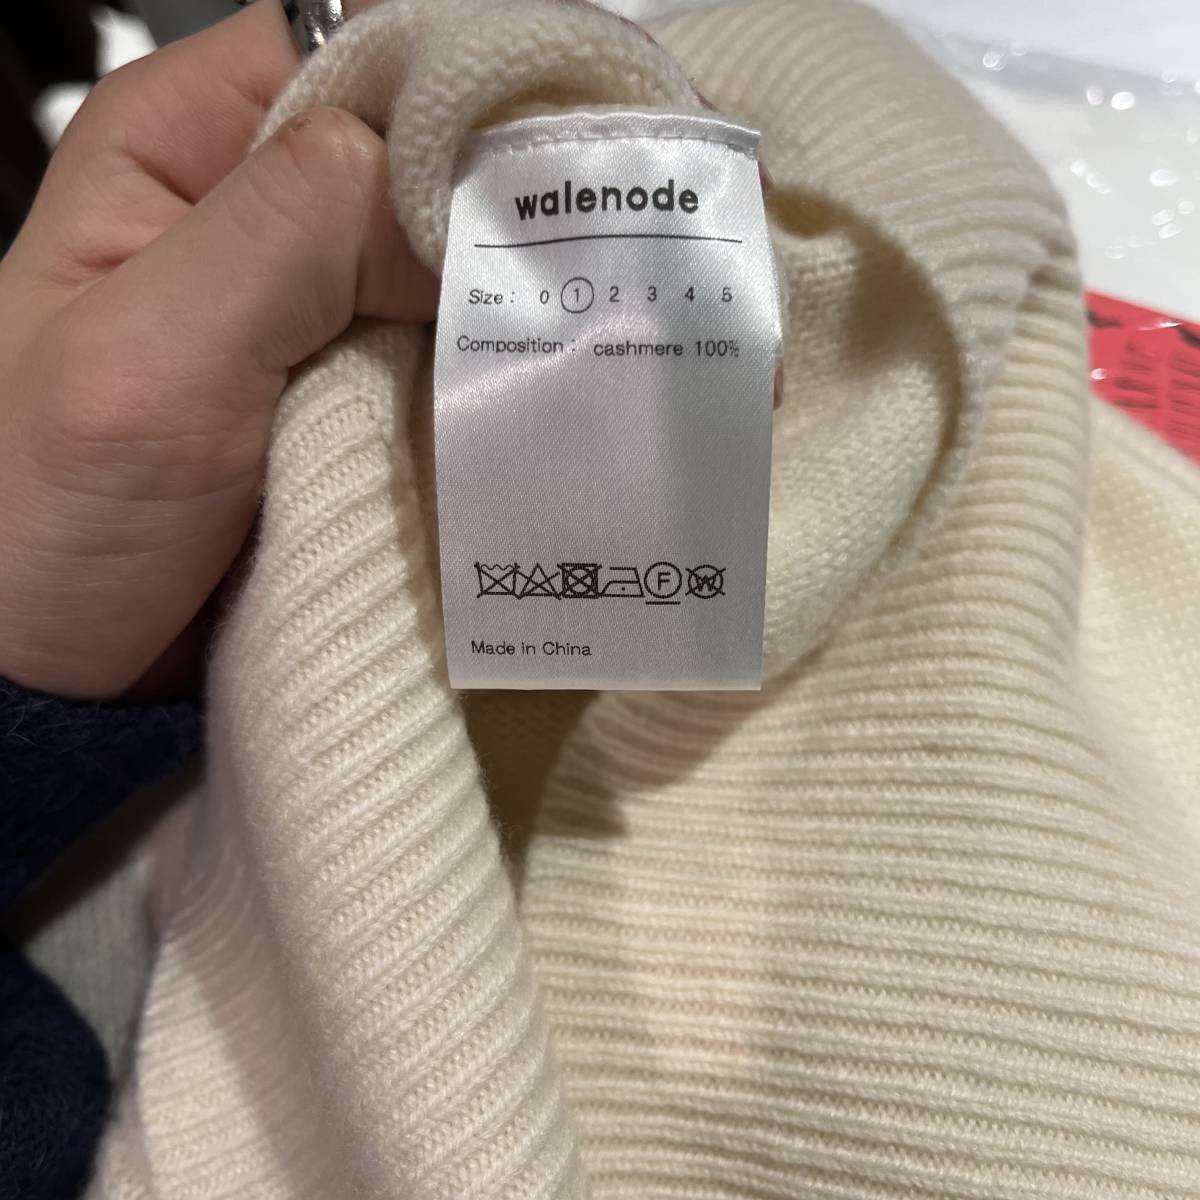 walenode
Size : 0 1 2 3 4 5
Composition : cashmere 100%
F W
Made in China